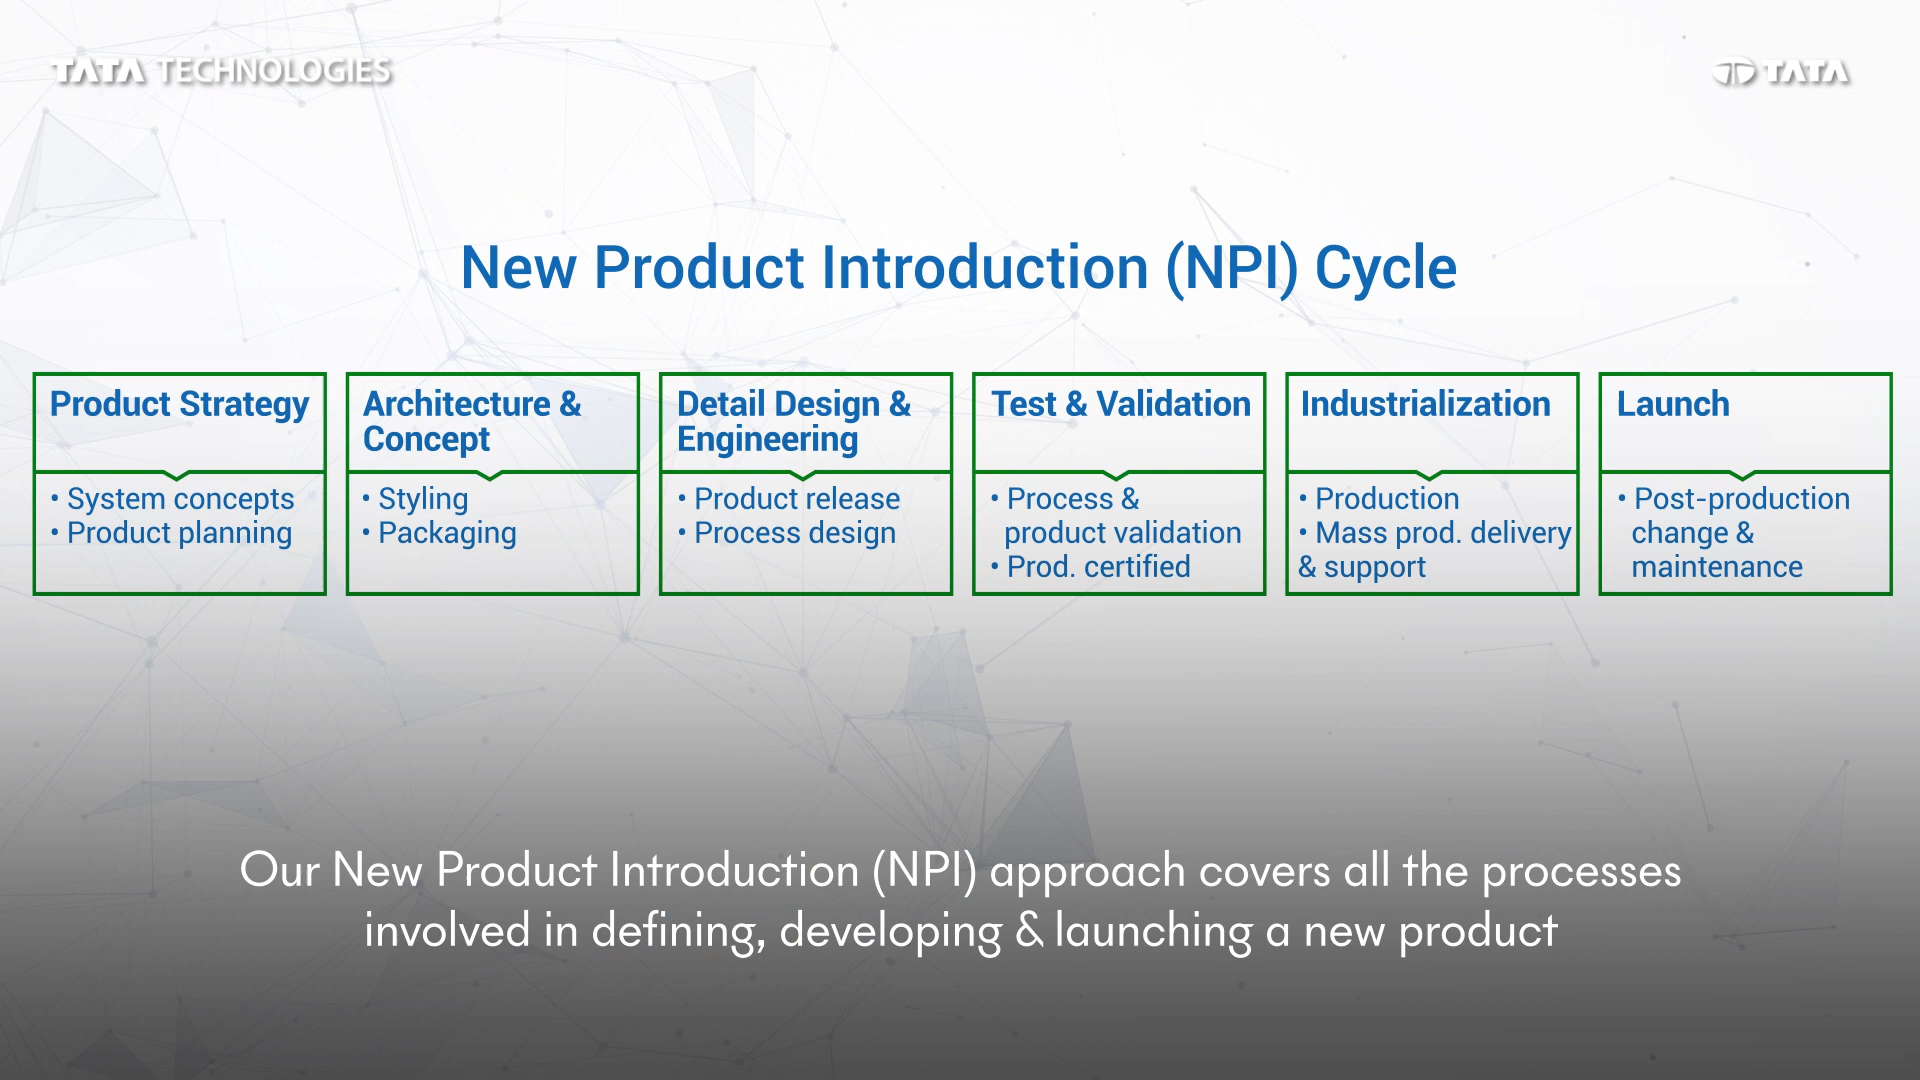 TATA TECHNOLOGIES
TATA
New Product Introduction (NPI) Cycle
Product Strategy
• System concepts
• Product planning
Architecture &
Concept
• Styling
• Packaging
Detail Design &
Engineering
• Product release
• Process design
Test & Validation
• Process &
product validation
• Prod. certified
Industrialization
• Production
• Mass prod. delivery
& support
Launch
• Post-production
change &
maintenance
Our New Product Introduction (NPI) approach covers all the processes
involved in defining, developing & launching a new product